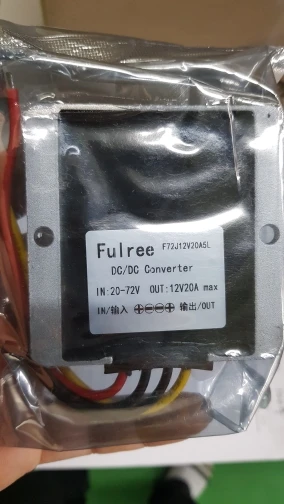 Fulree F72J12V20A5L
DC/DC Converter
IN:20-72V OUT:12V20A max
IN/输入 ⊕⊖⊖⊕ 输出/OUT